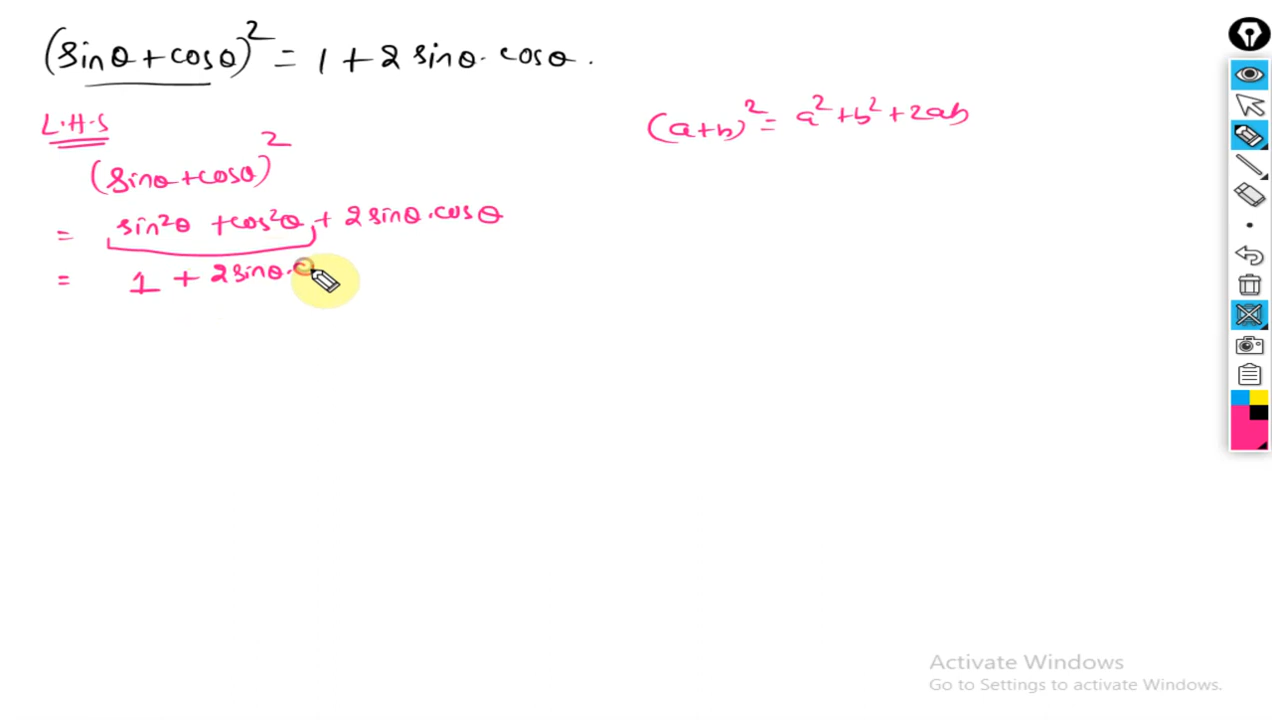 (sinθ + cosθ)² = 1 + 2 sinθ · cosθ .
L.H.S
(a+b)² = a² + b² + 2ab
(sinθ + cosθ)²
= sin²θ + cos²θ + 2 sinθ . cosθ
= 1 + 2 sinθ . c
Activate Windows
Go to Settings to activate Windows.